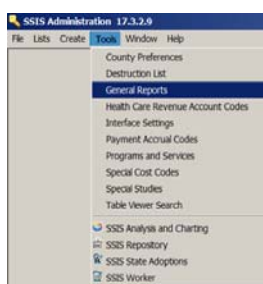 SSIS Administration 17.3.2.9
File Lists Create Tools Window Help
County Preferences
Destruction List
General Reports
Health Care Revenue Account Codes
Interface Settings
Payment Accrual Codes
Programs and Services
Special Cost Codes
Special Studies
Table Viewer Search
SSIS Analysis and Charting
SSIS Repository
SSIS State Adoptions
SSIS Worker